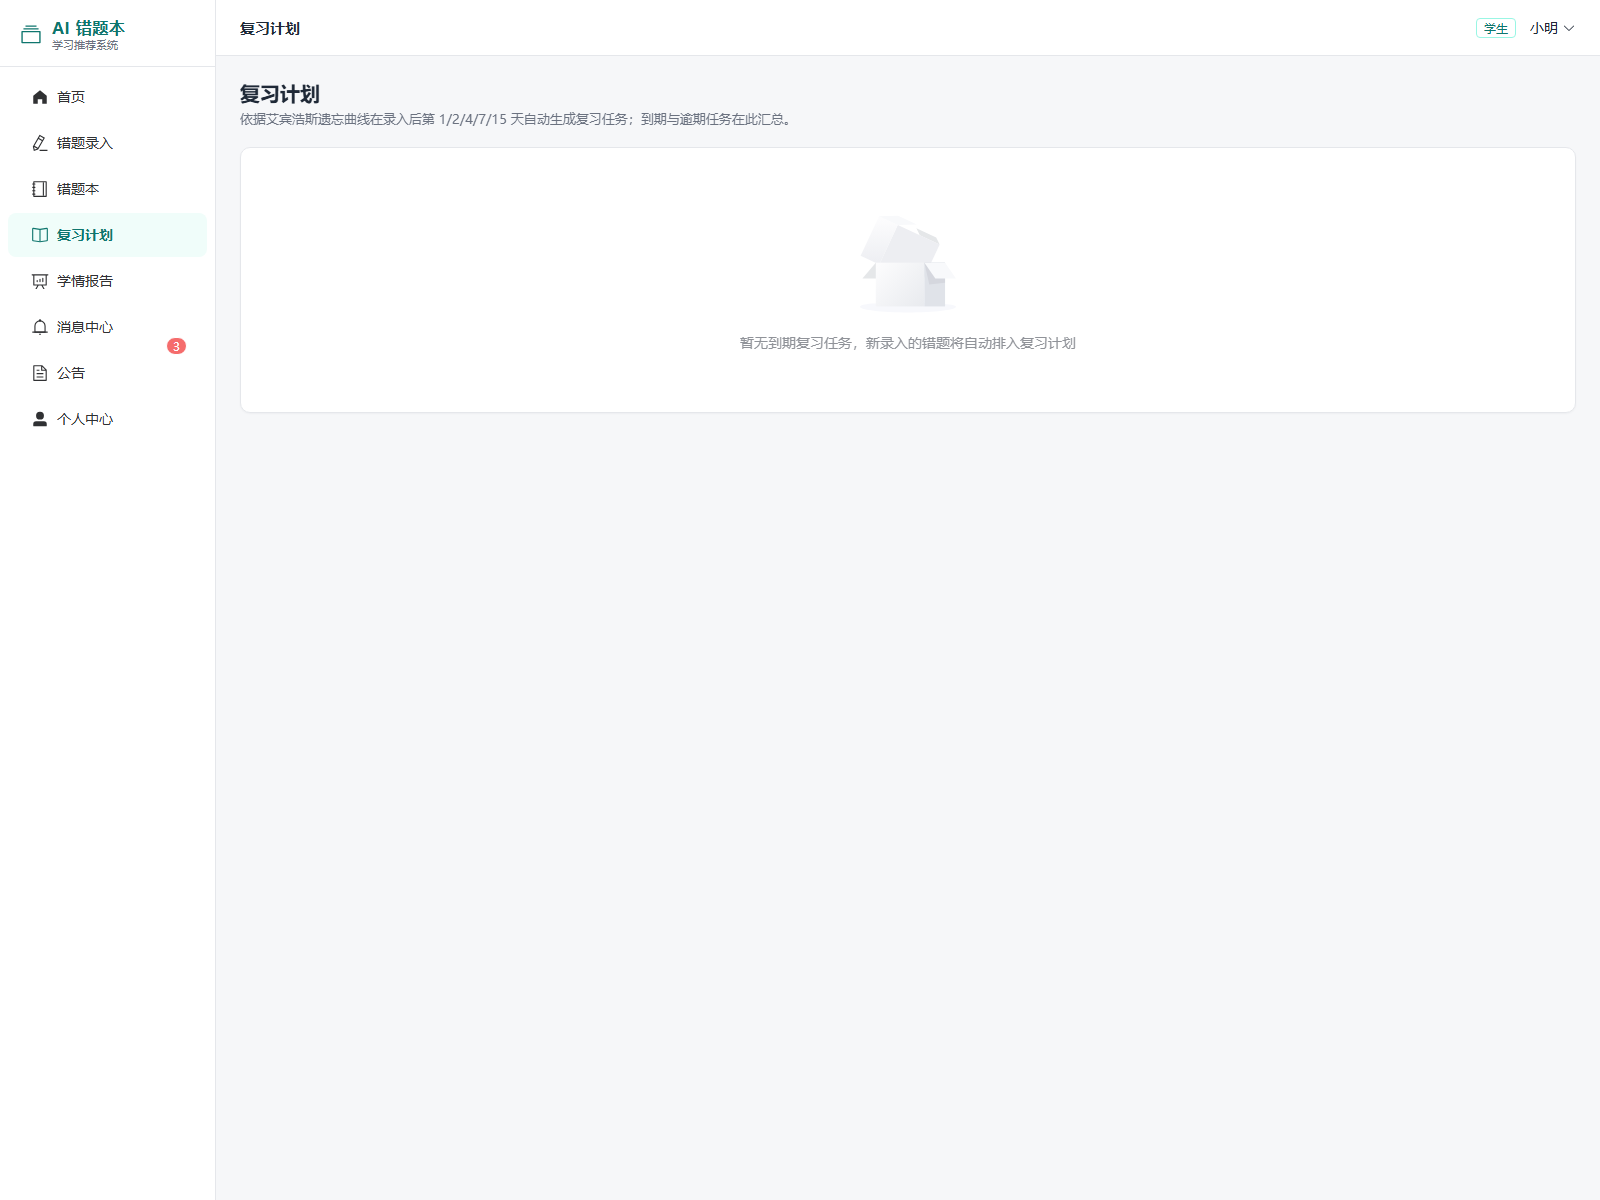 AI 错题本
学习推荐系统
首页
错题录入
错题本
复习计划
学情报告
消息中心
3
公告
个人中心
复习计划
学生
小明
复习计划
依据艾宾浩斯遗忘曲线在录入后第 1/2/4/7/15 天自动生成复习任务；到期与逾期任务在此汇总。
暂无到期复习任务，新录入的错题将自动排入复习计划